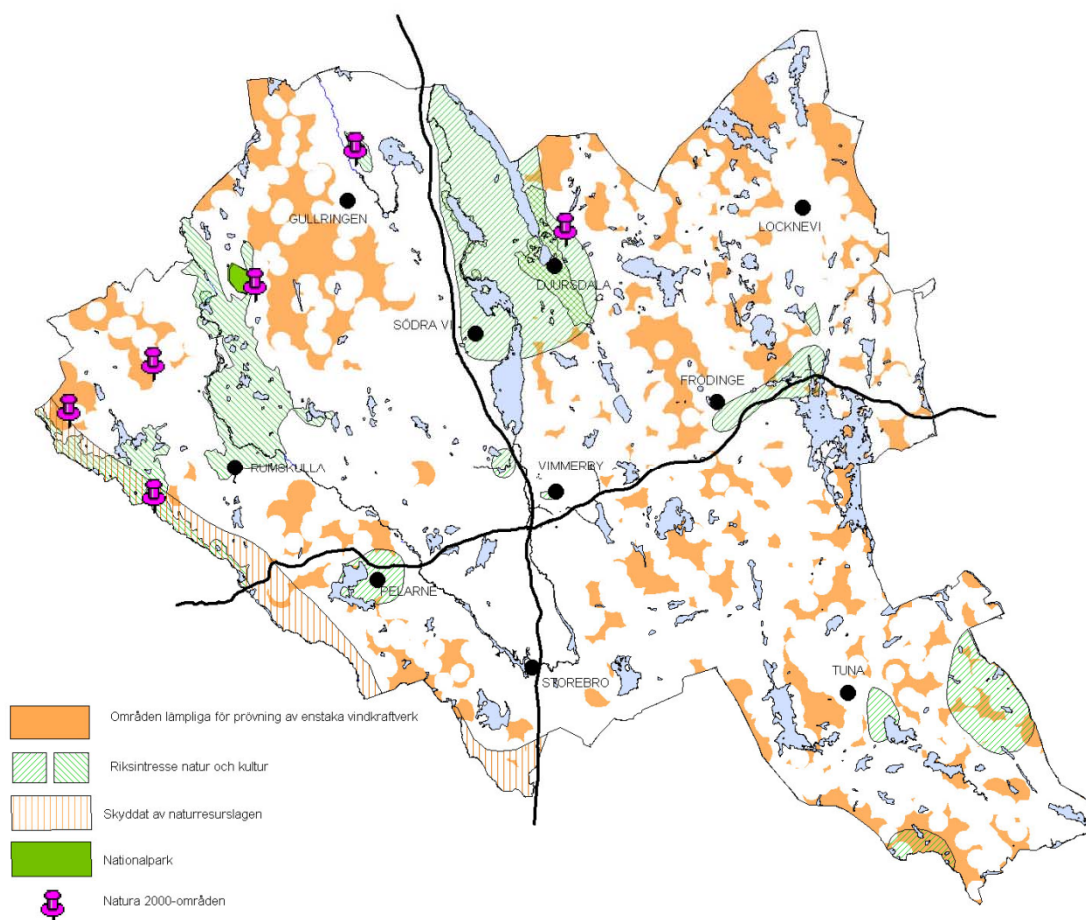 GULLRINGEN
LOCKNEVI
DJURSDALA
SÖDRA VI
FRÖDINGE
RUMSKULLA
VIMMERBY
PELARNE
STOREBRO
TUNA
Områden lämpliga för prövning av enstaka vindkraftverk
Riksintresse natur och kultur
Skyddat av naturresurslagen
Nationalpark
Natura 2000-områden